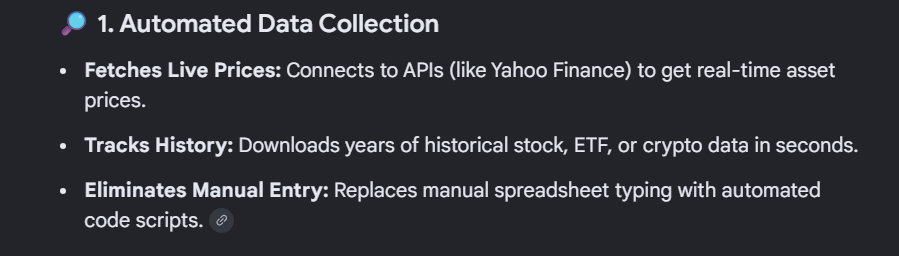 🔎 1. Automated Data Collection
• Fetches Live Prices: Connects to APIs (like Yahoo Finance) to get real-time asset
prices.
• Tracks History: Downloads years of historical stock, ETF, or crypto data in seconds.
• Eliminates Manual Entry: Replaces manual spreadsheet typing with automated
code scripts.